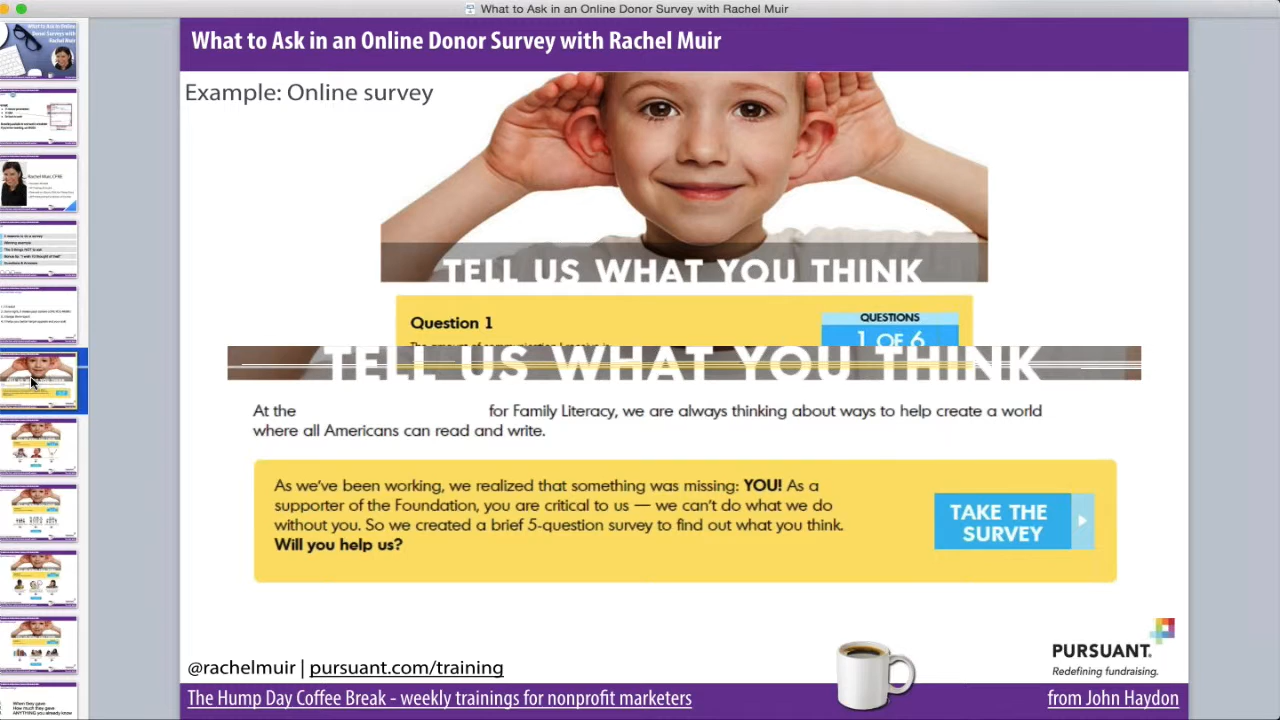 What to Ask in an Online Donor Survey with Rachel Muir
What to Ask in an Online Donor Survey with Rachel Muir
Example: Online survey
TELL US WHAT YOU THINK
Question 1
QUESTIONS
1 OF 6
TELL US WHAT YOU THINK
At the for Family Literacy, we are always thinking about ways to help create a world
where all Americans can read and write.
As we've been working, we realized that something was missing: YOU! As a
supporter of the Foundation, you are critical to us — we can't do what we do
without you. So we created a brief 5-question survey to find out what you think.
Will you help us?
TAKE THE
SURVEY
@rachelmuir | pursuant.com/training
PURSUANT.
Redefining fundraising.
The Hump Day Coffee Break - weekly trainings for nonprofit marketers
from John Haydon